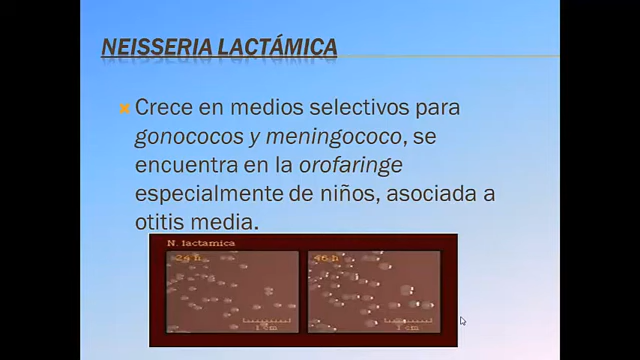 NEISSERIA LACTÁMICA
Crece en medios selectivos para
gonococos y meningococo, se
encuentra en la orofaringe
especialmente de niños, asociada a
otitis media.
N. lactamica
24 h
48 h
1 cm
1 cm